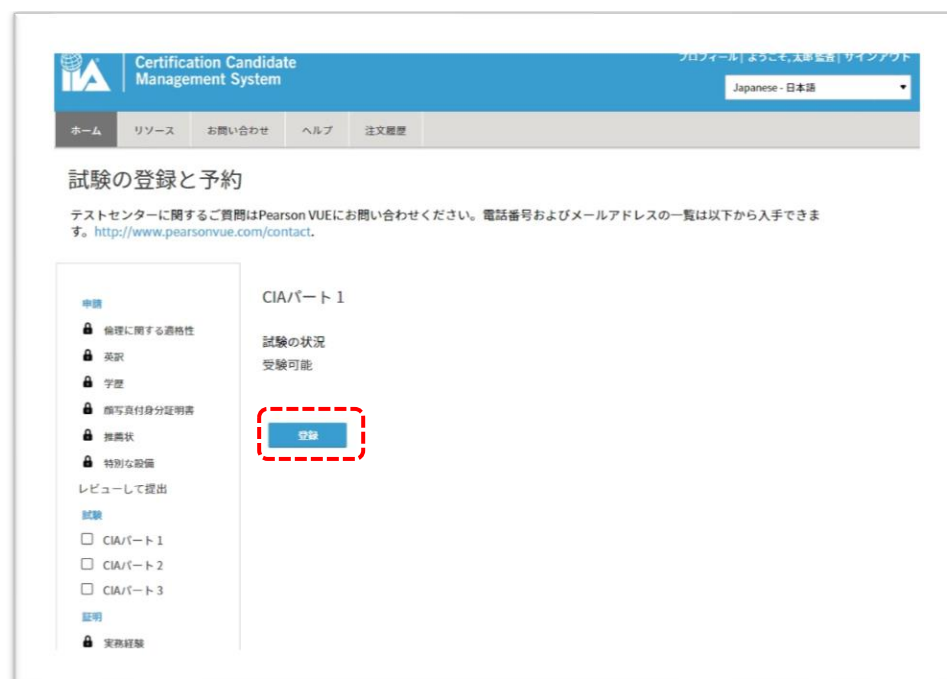 IIA
Certification Candidate
Management System
プロフィール | ようこそ, 太郎 監査 | サインアウト
Japanese - 日本語
ホーム リソース お問い合わせ ヘルプ 注文履歴
試験の登録と予約
テストセンターに関するご質問はPearson VUEにお問い合わせください。電話番号およびメールアドレスの一覧は以下から入手できま
す。http://www.pearsonvue.com/contact.
申請
倫理に関する適格性
英訳
学歴
顔写真付身分証明書
推薦状
特別な設備
レビューして提出
試験
CIAパート 1
CIAパート 2
CIAパート 3
証明
実務経験
CIAパート 1
試験の状況
受験可能
登録